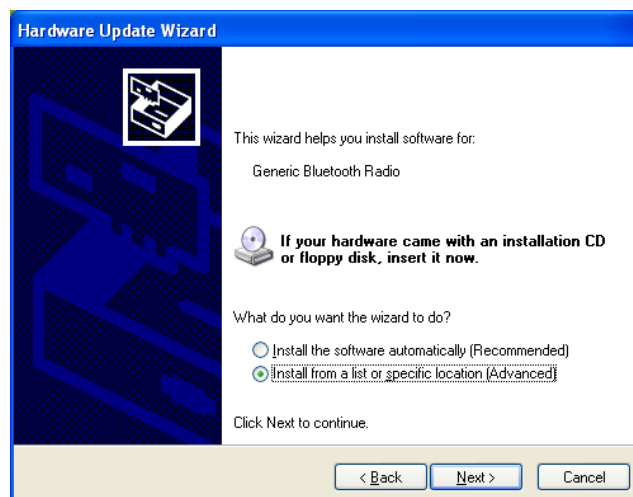 Hardware Update Wizard
This wizard helps you install software for:
Generic Bluetooth Radio
If your hardware came with an installation CD
or floppy disk, insert it now.
What do you want the wizard to do?
Install the software automatically (Recommended)
Install from a list or specific location (Advanced)
Click Next to continue.
< Back Next > Cancel